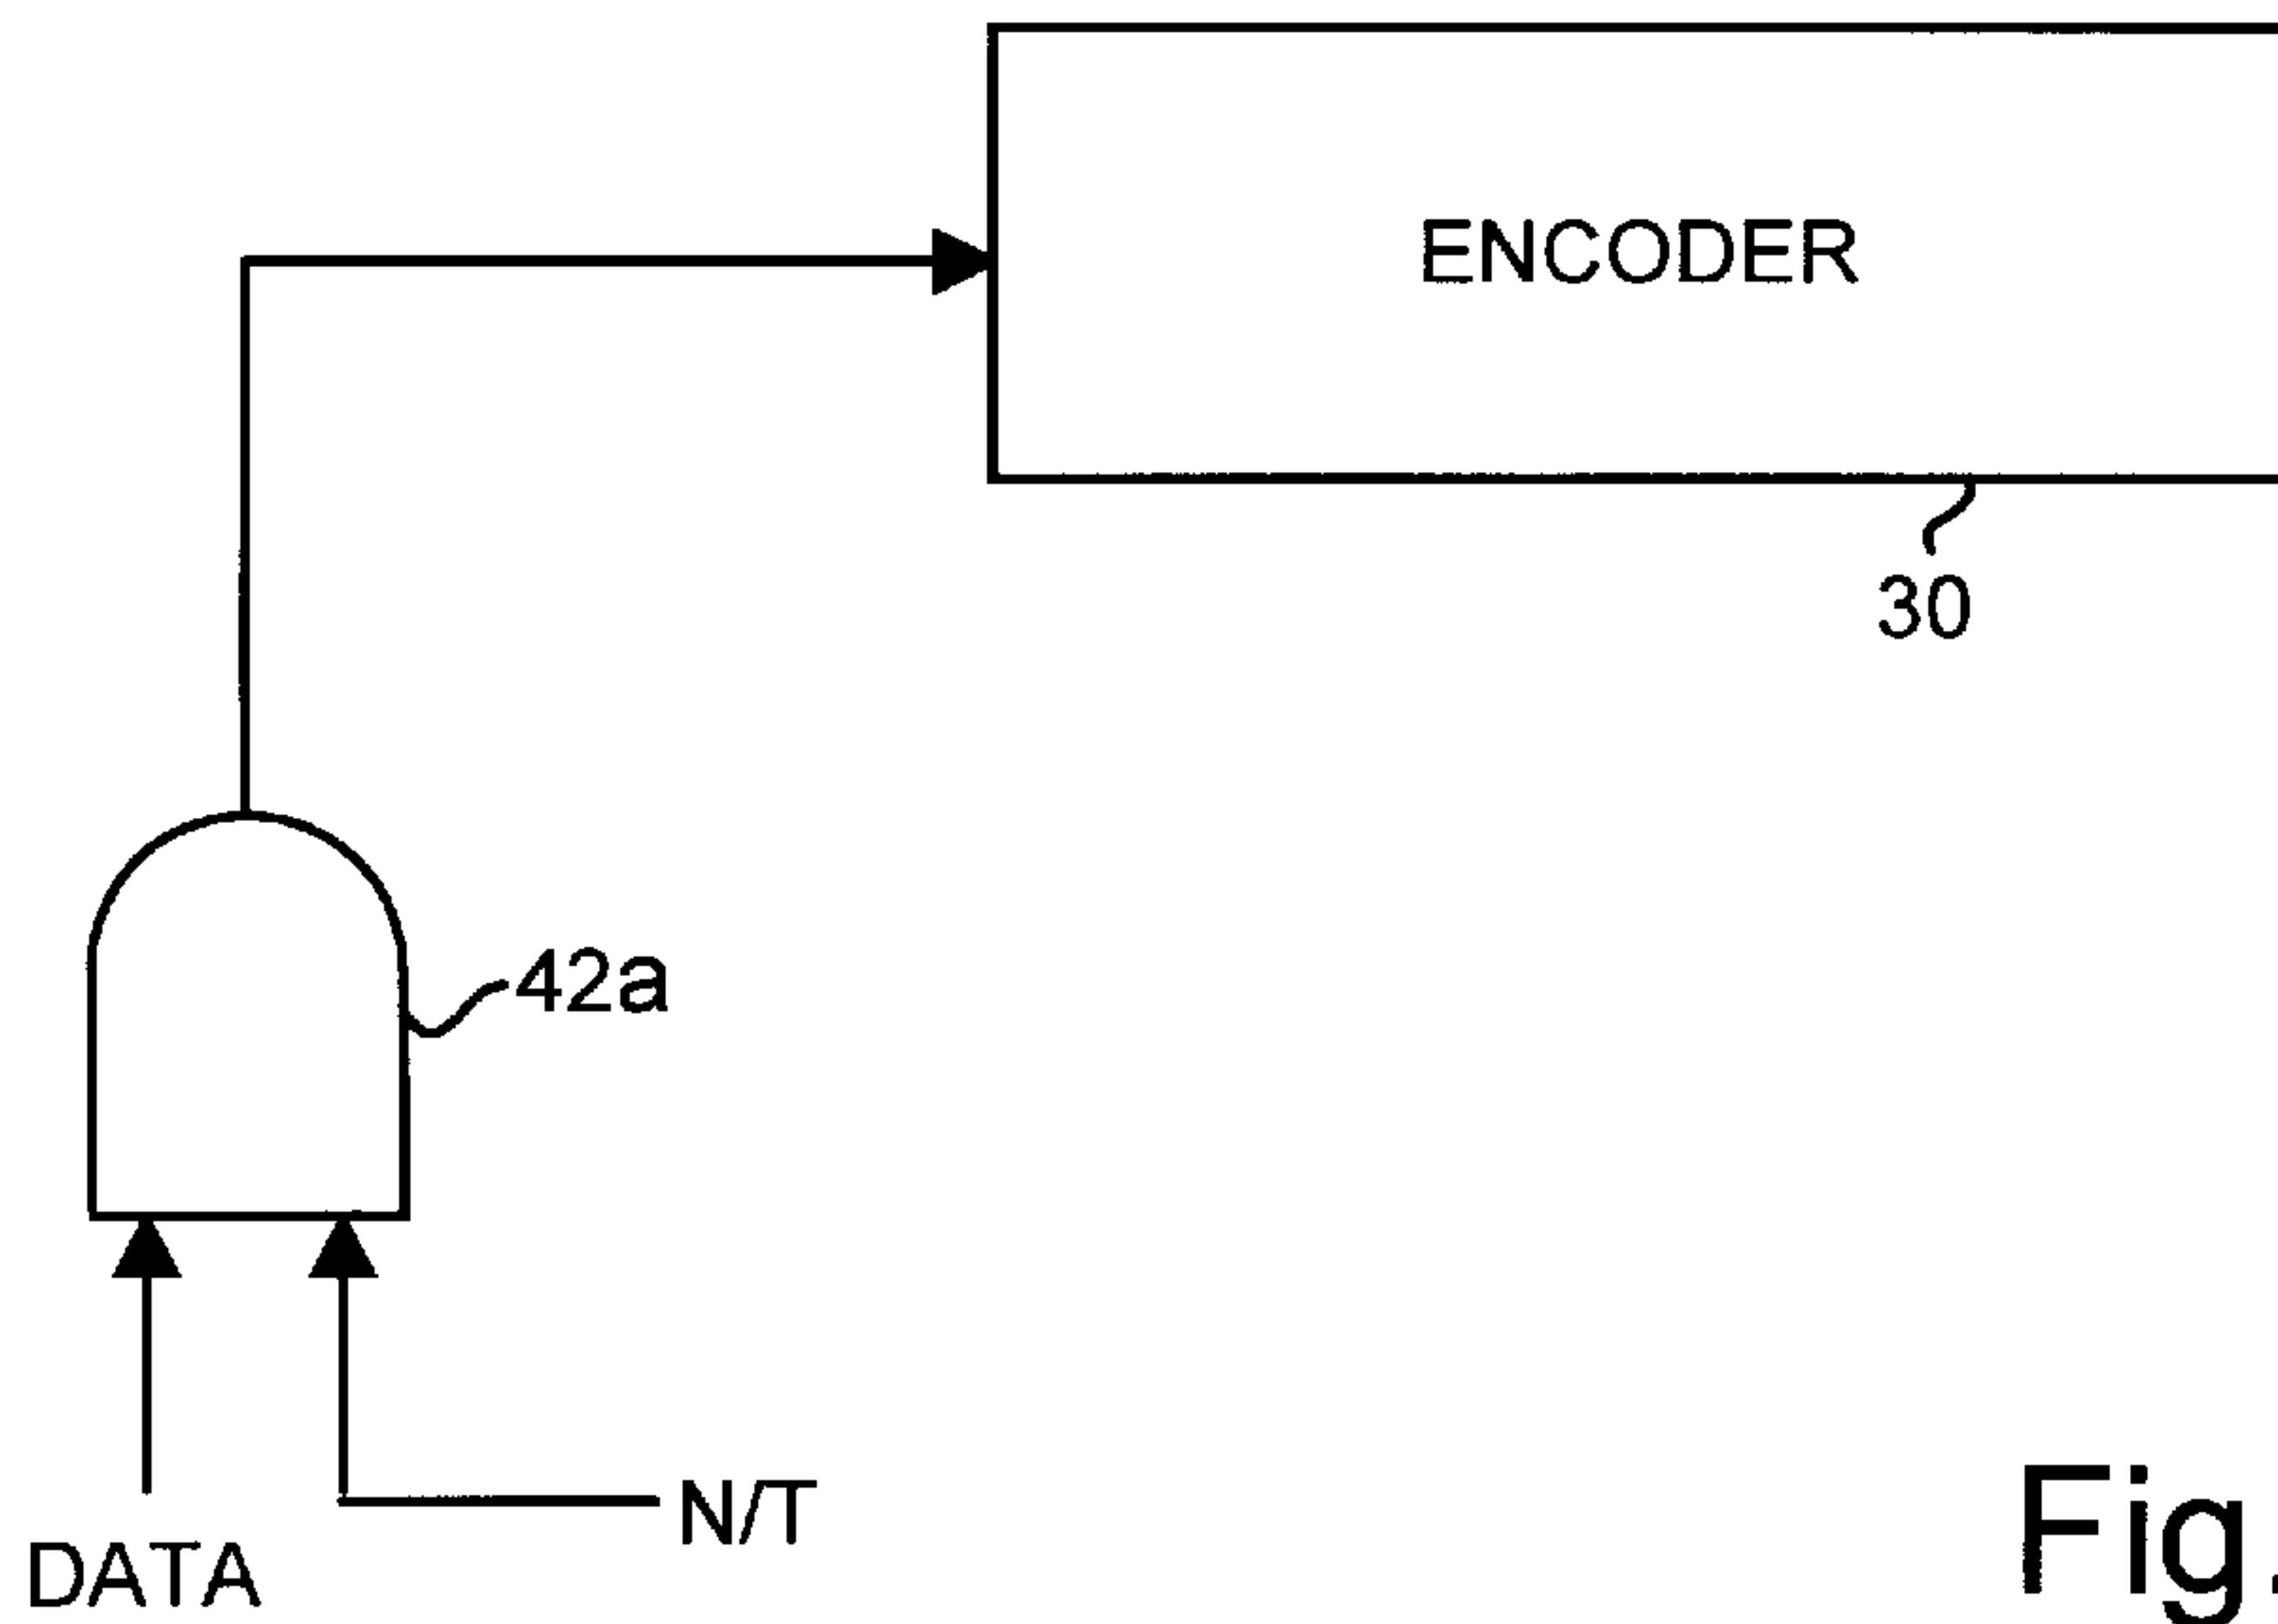 ENCODER
30
42a
N/T
DATA
Fig.